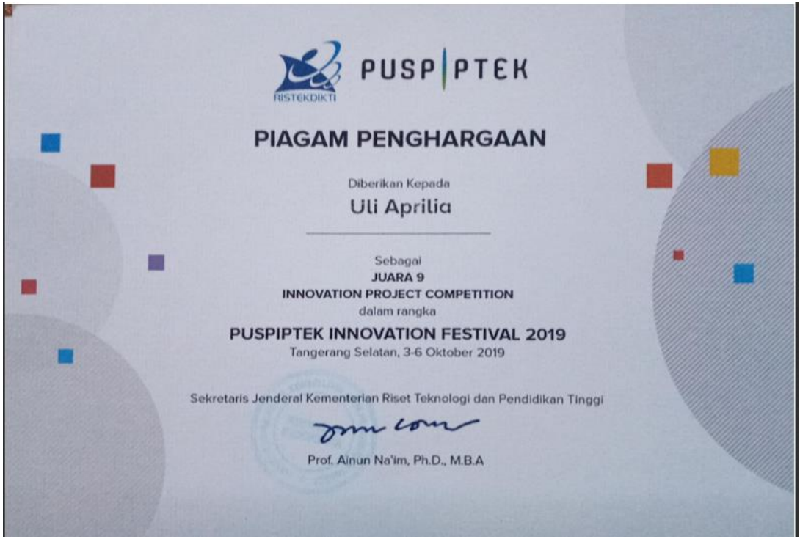 RISTEKDIKTI
PUSPIPTEK
PIAGAM PENGHARGAAN
Diberikan Kepada
Uli Aprilia
Sebagai
JUARA 9
INNOVATION PROJECT COMPETITION
dalam rangka
PUSPIPTEK INNOVATION FESTIVAL 2019
Tangerang Selatan, 3-6 Oktober 2019
Sekretaris Jenderal Kementerian Riset Teknologi dan Pendidikan Tinggi
Prof. Ainun Na'im, Ph.D., M.B.A